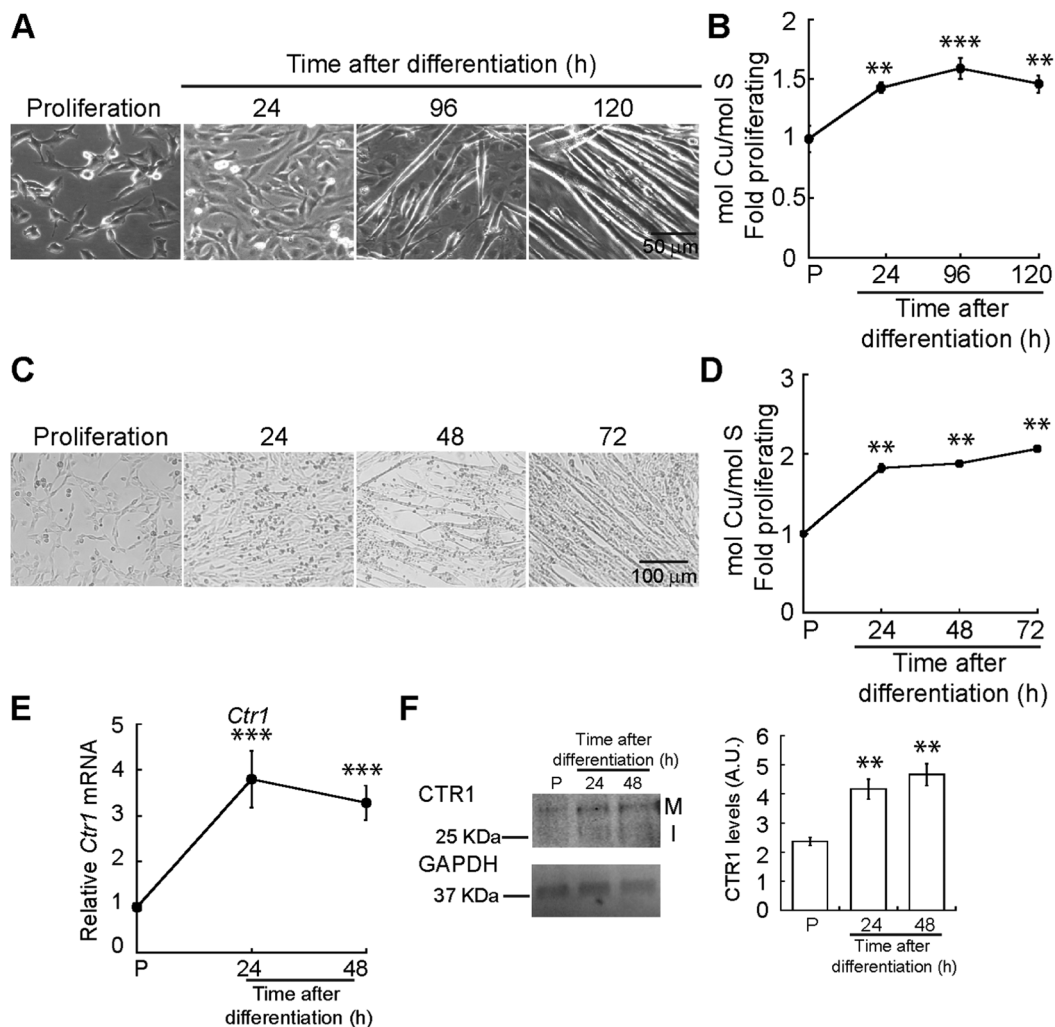 A
Time after differentiation (h)
Proliferation 24 96 120
50 μm
B
mol Cu/mol S
Fold proliferating
2
1.5
1
0.5
0
** *** **
P 24 96 120
Time after
differentiation (h)
C
Proliferation 24 48 72
100 μm
D
mol Cu/mol S
Fold proliferating
3
2
1
0
** ** **
P 24 48 72
Time after
differentiation (h)
E
Relative Ctr1 mRNA
5
4
3
2
1
0
Ctr1
*** ***
P 24 48
Time after
differentiation (h)
F
Time after
differentiation (h)
P 24 48
CTR1
M
I
25 KDa
GAPDH
37 KDa
CTR1 levels (A.U.)
6
5
4
3
2
1
0
** **
P 24 48
Time after
differentiation (h)